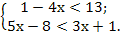 1 − 4x < 13;
5x − 8 < 3x + 1.